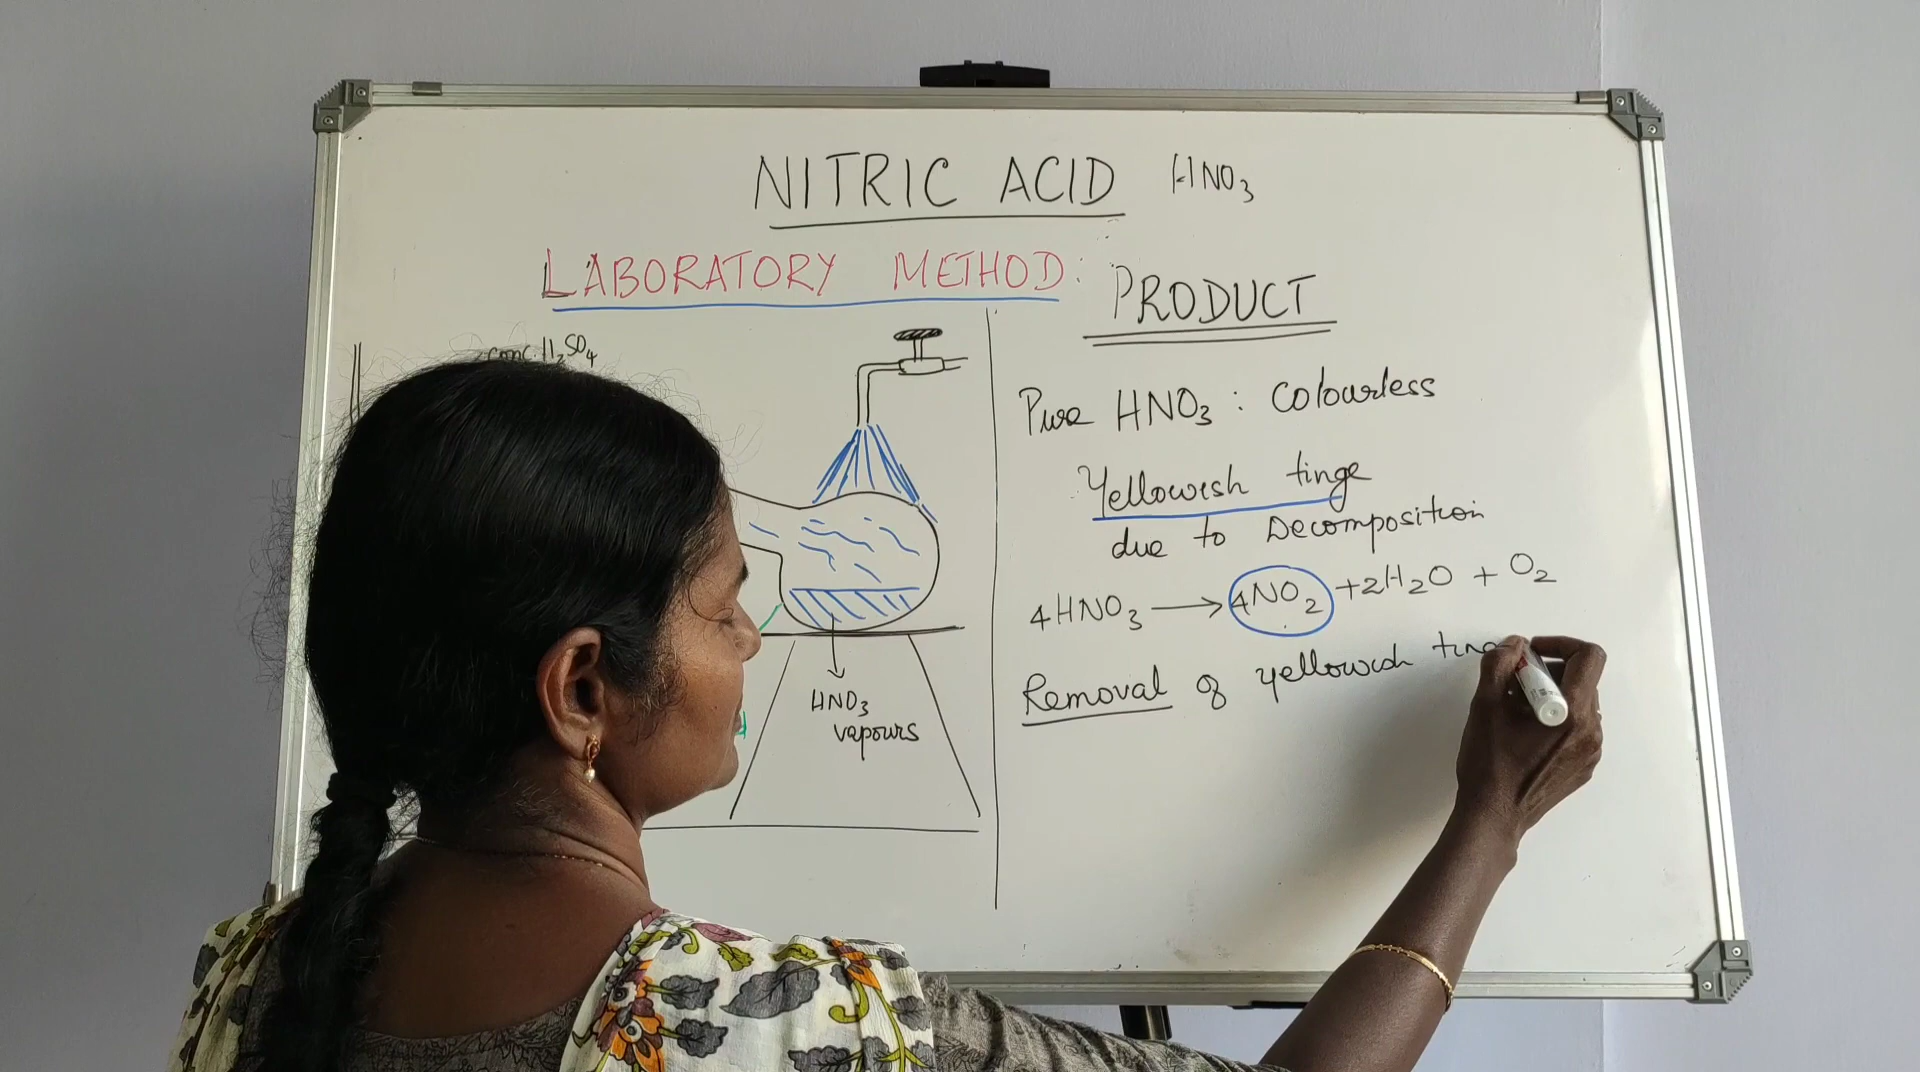 NITRIC ACID HNO₃
LABORATORY METHOD:
PRODUCT
conc. H₂SO₄
HNO₃
vapours
Pure HNO₃ : Colourless
Yellowish tinge
due to Decomposition
4HNO₃ → 4NO₂ + 2H₂O + O₂
Removal of yellowish